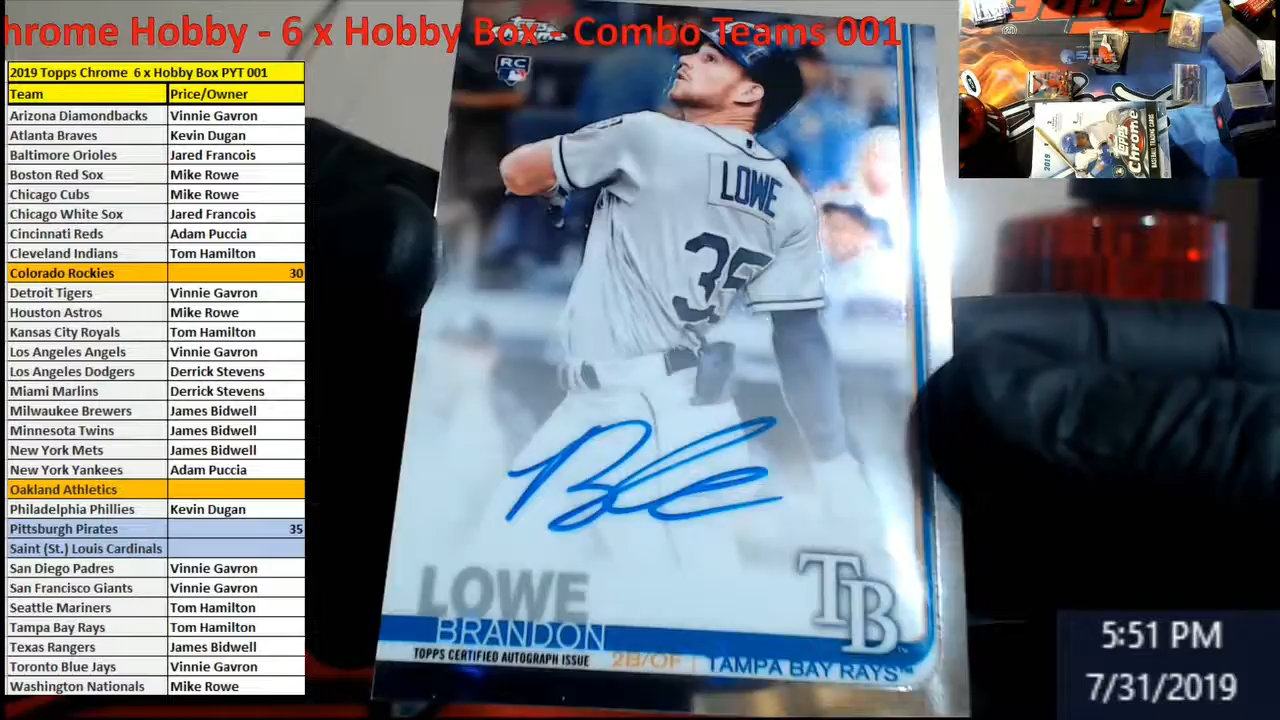 hrome Hobby - 6 x Hobby Box - Combo Teams 001
2019 Topps Chrome 6 x Hobby Box PYT 001
Team Price/Owner
Arizona Diamondbacks Vinnie Gavron
Atlanta Braves Kevin Dugan
Baltimore Orioles Jared Francois
Boston Red Sox Mike Rowe
Chicago Cubs Mike Rowe
Chicago White Sox Jared Francois
Cincinnati Reds Adam Puccia
Cleveland Indians Tom Hamilton
Colorado Rockies 30
Detroit Tigers Vinnie Gavron
Houston Astros Mike Rowe
Kansas City Royals Tom Hamilton
Los Angeles Angels Vinnie Gavron
Los Angeles Dodgers Derrick Stevens
Miami Marlins Derrick Stevens
Milwaukee Brewers James Bidwell
Minnesota Twins James Bidwell
New York Mets James Bidwell
New York Yankees Adam Puccia
Oakland Athletics
Philadelphia Phillies Kevin Dugan
Pittsburgh Pirates 35
Saint (St.) Louis Cardinals
San Diego Padres Vinnie Gavron
San Francisco Giants Vinnie Gavron
Seattle Mariners Tom Hamilton
Tampa Bay Rays Tom Hamilton
Texas Rangers James Bidwell
Toronto Blue Jays Vinnie Gavron
Washington Nationals Mike Rowe
RC
LOWE
35
TB
LOWE
BRANDON
TOPPS CERTIFIED AUTOGRAPH ISSUE 2B/OF TAMPA BAY RAYS™
2019 Topps Chrome
BASEBALL TRADING CARDS
5:51 PM
7/31/2019